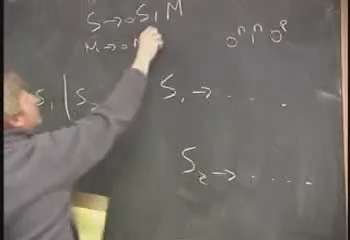 S → 0S1M
M → 0
0ⁿ1ⁿ0ᵖ
S₁ | S₂
S₁ → . . .
S₂ → . . . .